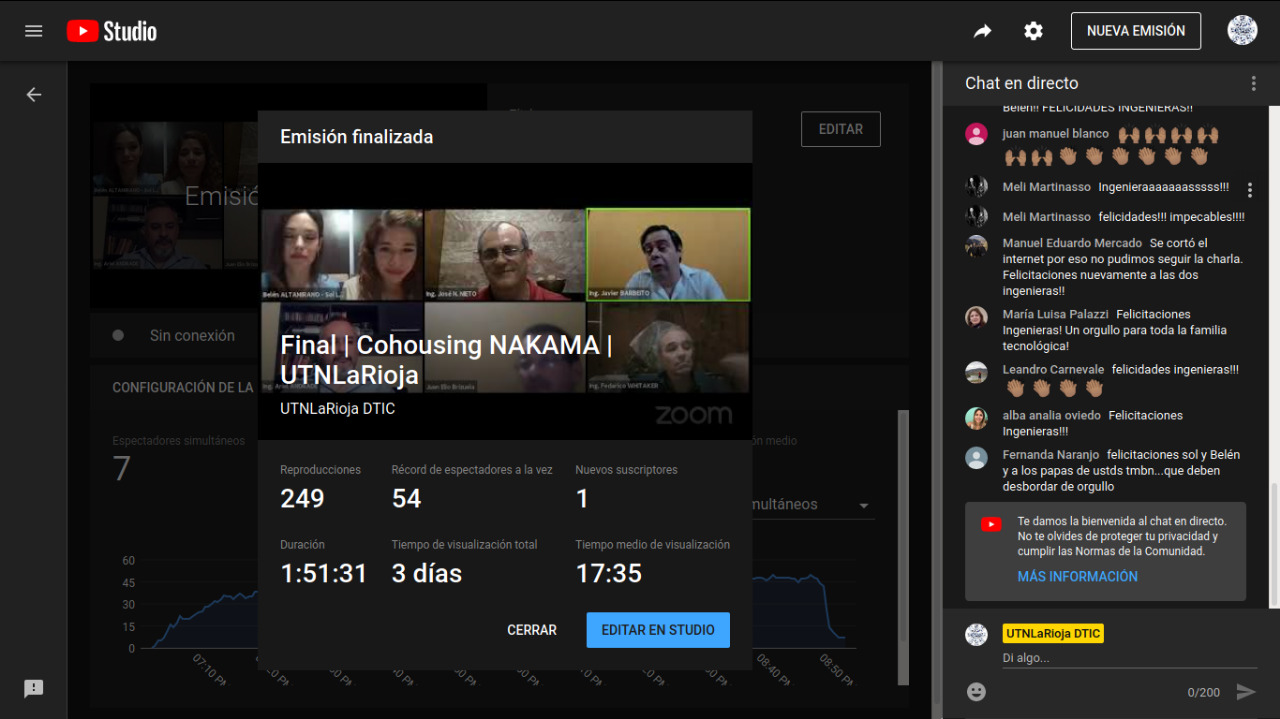 Studio
NUEVA EMISIÓN
Emisió
EDITAR
Sin conexión
CONFIGURACIÓN DE LA
Espectadores simultáneos
7
ón medio
nultáneos
60
45
30
15
0
07:10 PM
08:40 PM
08:50 PM
Emisión finalizada
Belén ALTAMIRANO - Sol L...
Ing. José N. NIETO
Ing. Javier BARBEITO
Ing. Ariel ANDRADE
Juan Elio Brizuela
Ing. Federico WHITAKER
Final | Cohousing NAKAMA |
UTNLaRioja
UTNLaRioja DTIC
zoom
Reproducciones
249
Récord de espectadores a la vez
54
Nuevos suscriptores
1
Duración
1:51:31
Tiempo de visualización total
3 días
Tiempo medio de visualización
17:35
CERRAR
EDITAR EN STUDIO
Chat en directo
Belén!! FELICIDADES INGENIERAS!!
juan manuel blanco 🙌🏽🙌🏽🙌🏽🙌🏽
🙌🏽🙌🏽👏🏽👏🏽👏🏽👏🏽👏🏽👏🏽
Meli Martinasso Ingenieraaaaaaasssss!!!
Meli Martinasso felicidades!!! impecables!!!!
Manuel Eduardo Mercado Se cortó el
internet por eso no pudimos seguir la charla.
Felicitaciones nuevamente a las dos
ingenieras!!
María Luisa Palazzi Felicitaciones
Ingenieras! Un orgullo para toda la familia
tecnológica!
Leandro Carnevale felicidades ingenieras!!!
👏🏽👏🏽👏🏽👏🏽
alba analia oviedo Felicitaciones
Ingenieras!!!
Fernanda Naranjo felicitaciones sol y Belén
y a los papas de ustds tmbn...que deben
desbordar de orgullo
Te damos la bienvenida al chat en directo.
No te olvides de proteger tu privacidad y
cumplir las Normas de la Comunidad.
MÁS INFORMACIÓN
UTNLaRioja DTIC
Di algo...
0/200